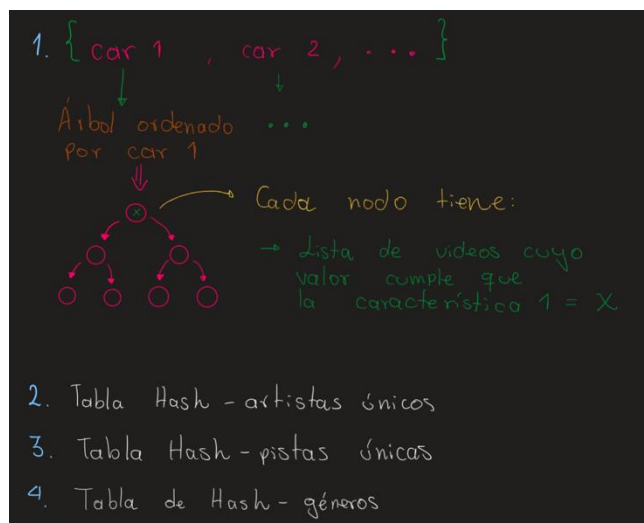 1. { car 1 , car 2, ... }
Árbol ordenado ...
por car 1
x
Cada nodo tiene:
→ Lista de videos cuyo
valor cumple que
la característica 1 = X
2. Tabla Hash - artistas únicos
3. Tabla Hash - pistas únicas
4. Tabla de Hash - géneros